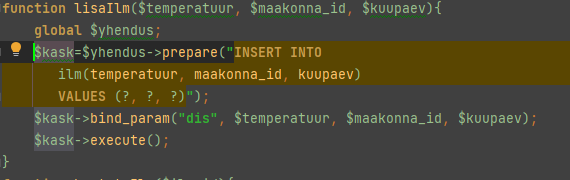 function lisaIlm($temperatuur, $maakonna_id, $kuupaev){
global $yhendus;
$kask=$yhendus->prepare("INSERT INTO
ilm(temperatuur, maakonna_id, kuupaev)
VALUES (?, ?, ?)");
$kask->bind_param("dis", $temperatuur, $maakonna_id, $kuupaev);
$kask->execute();
}